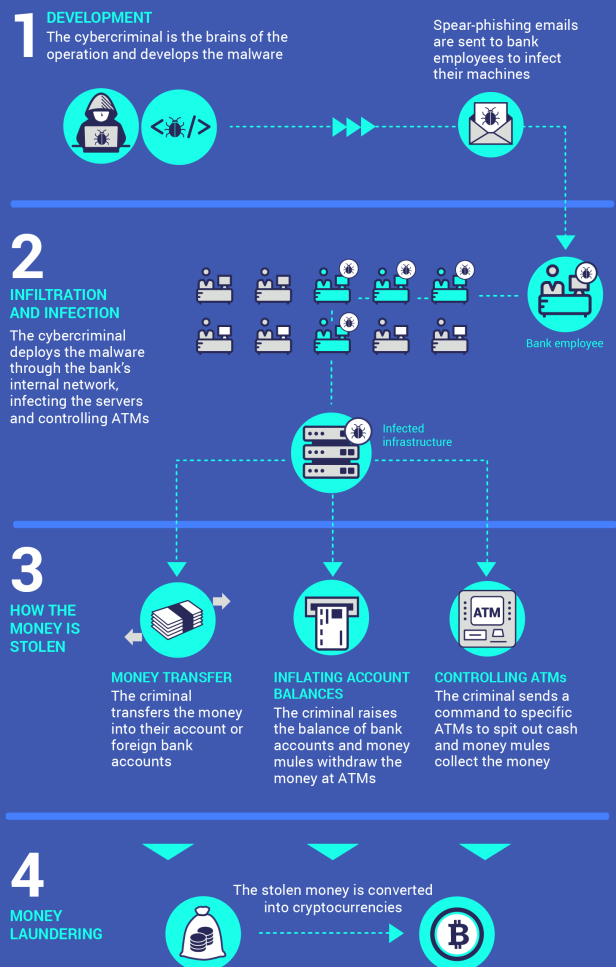 1
DEVELOPMENT
The cybercriminal is the brains of the
operation and develops the malware
Spear-phishing emails
are sent to bank
employees to infect
their machines
</>
2
INFILTRATION
AND INFECTION
The cybercriminal
deploys the malware
through the bank's
internal network,
infecting the servers
and controlling ATMs
Bank employee
Infected
infrastructure
3
HOW THE
MONEY IS
STOLEN
ATM
MONEY TRANSFER
The criminal
transfers the money
into their account or
foreign bank
accounts
INFLATING ACCOUNT
BALANCES
The criminal raises
the balance of bank
accounts and money
mules withdraw the
money at ATMs
CONTROLLING ATMs
The criminal sends a
command to specific
ATMs to spit out cash
and money mules
collect the money
4
MONEY
LAUNDERING
The stolen money is converted
into cryptocurrencies
₿